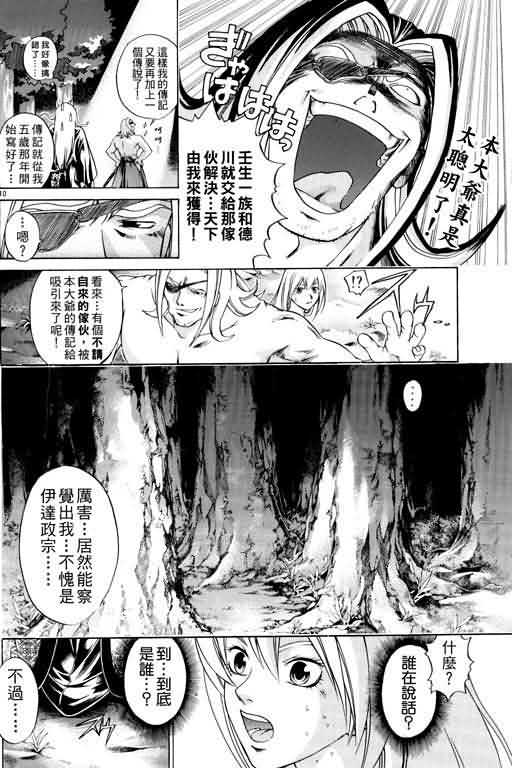 本大爺真是
太聰明了！
ぎゃはははっ
壬生一族和德
川就交給那傢
伙解決…天下
由我來獲得！
這樣我的傳記
又要再加上一
個傳說了！
我好像搞
錯了……
傳記就從我
五歲那年開
始寫好了！
10
…嗯？
!?
看來…有個不請
自來的傢伙，被
本大爺的傳記給
吸引來了呢！
……
厲害…居然能察
覺出我…不愧是
伊達政宗……
什麼？
誰在說話？
到…到底
是誰…？
不過……